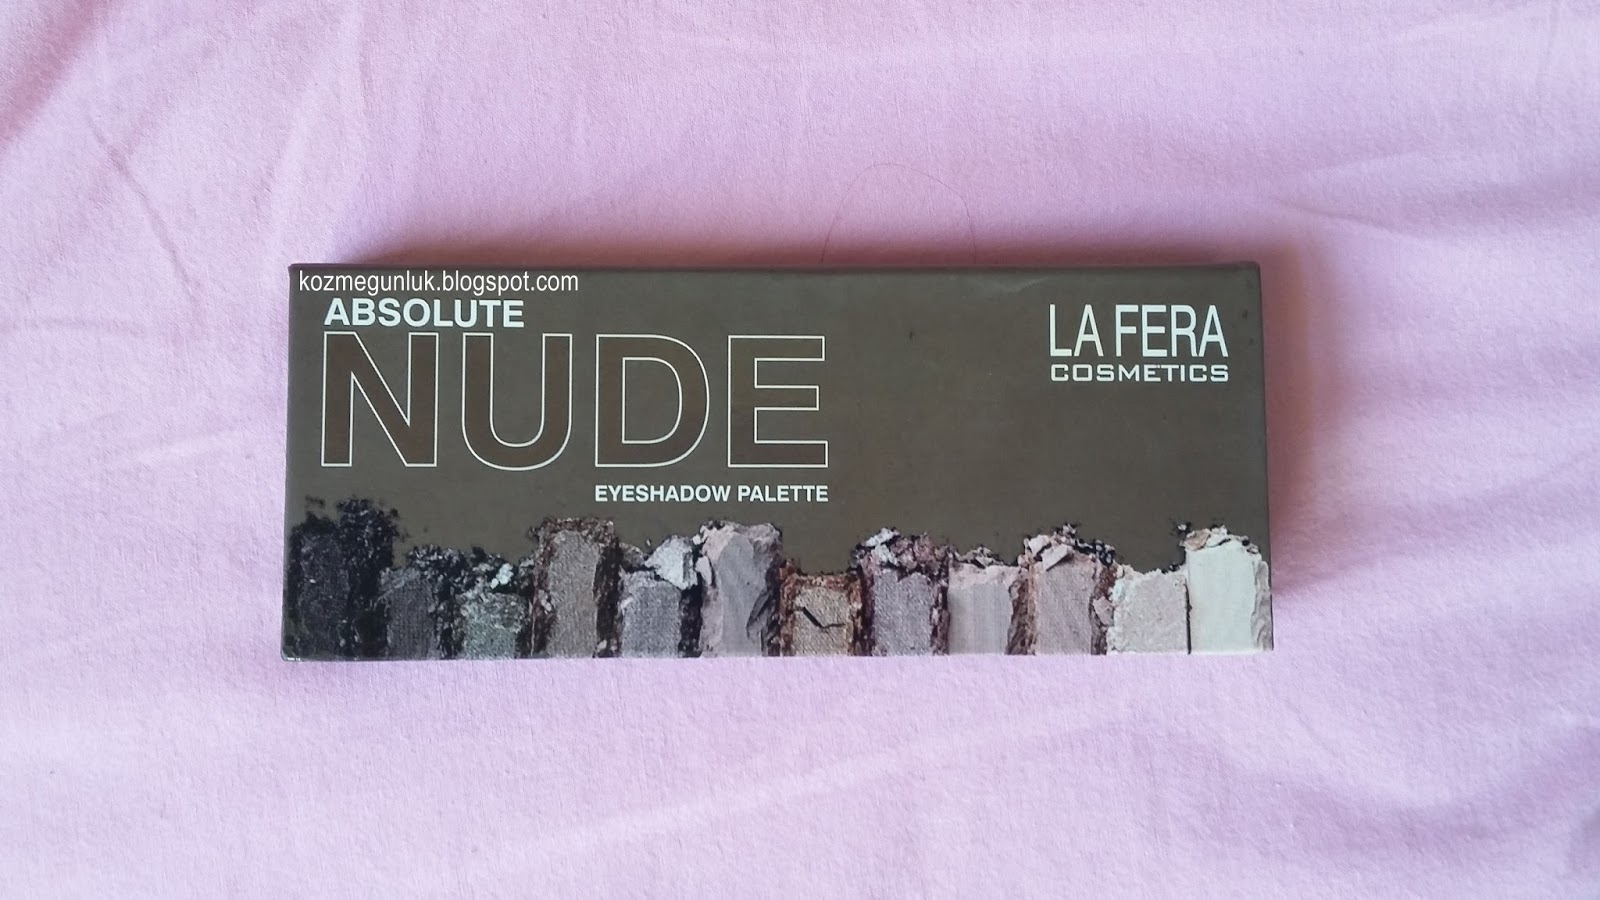 kozmegunluk.blogspot.com
ABSOLUTE
NUDE
EYESHADOW PALETTE
LA FERA
COSMETICS